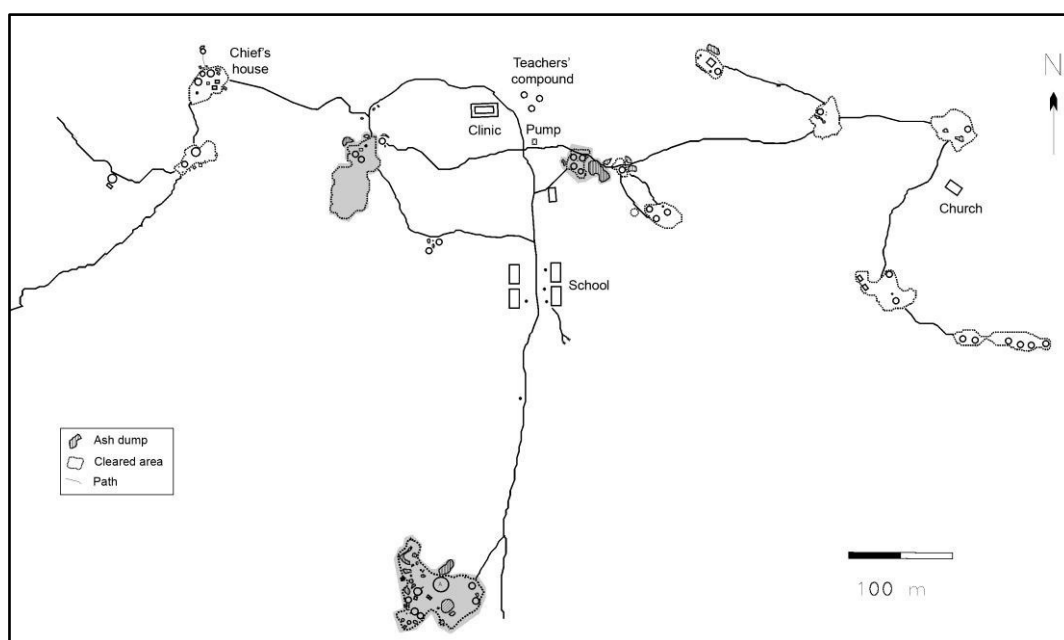 Chief's
house
Teachers'
compound
N
Clinic
Pump
Church
School
Ash dump
Cleared area
Path
100 m